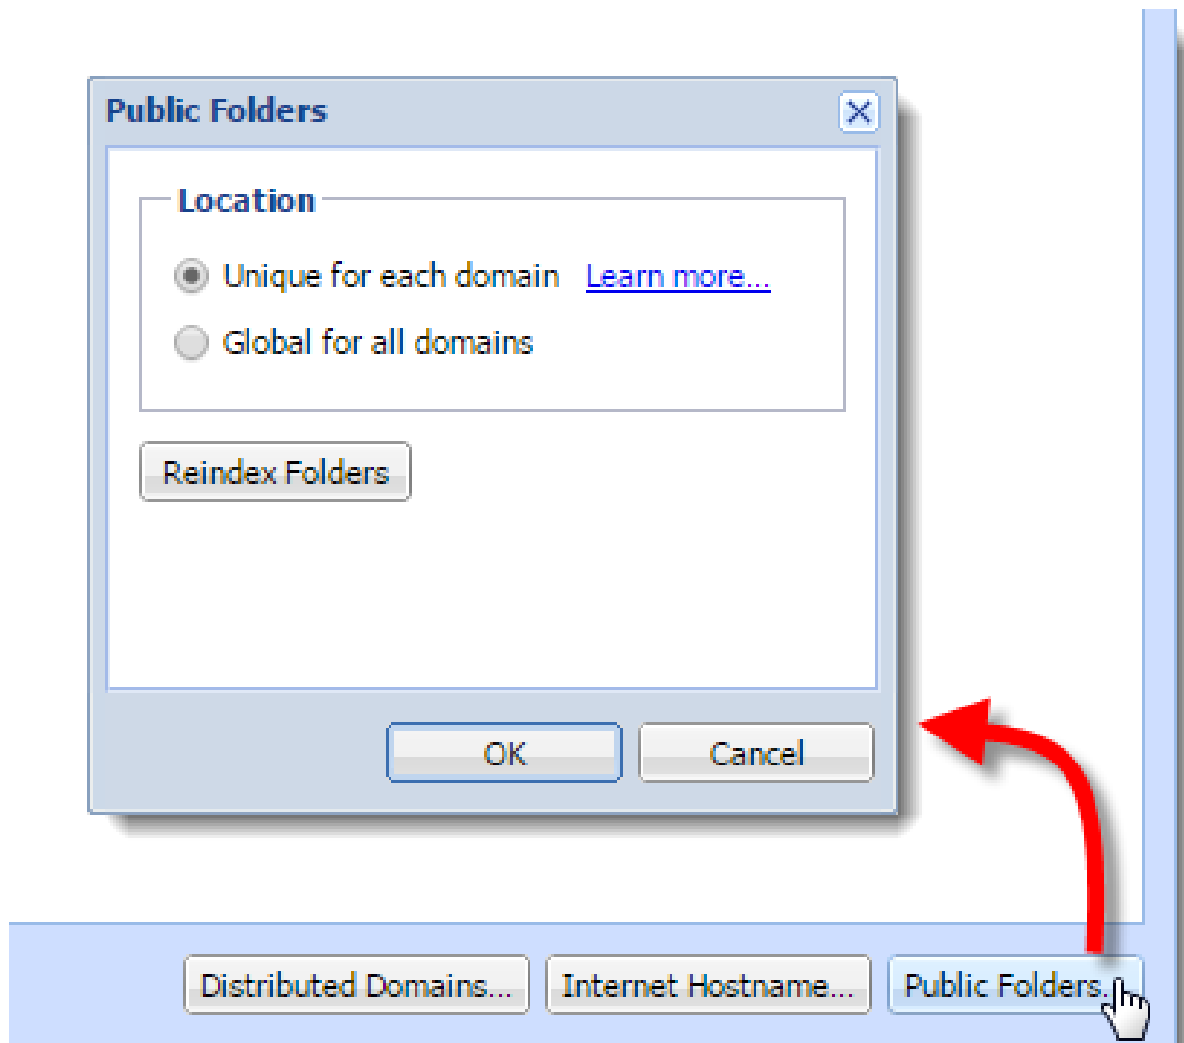 Public Folders
Location
Unique for each domain Learn more...
Global for all domains
Reindex Folders
OK Cancel
Distributed Domains... Internet Hostname... Public Folders...